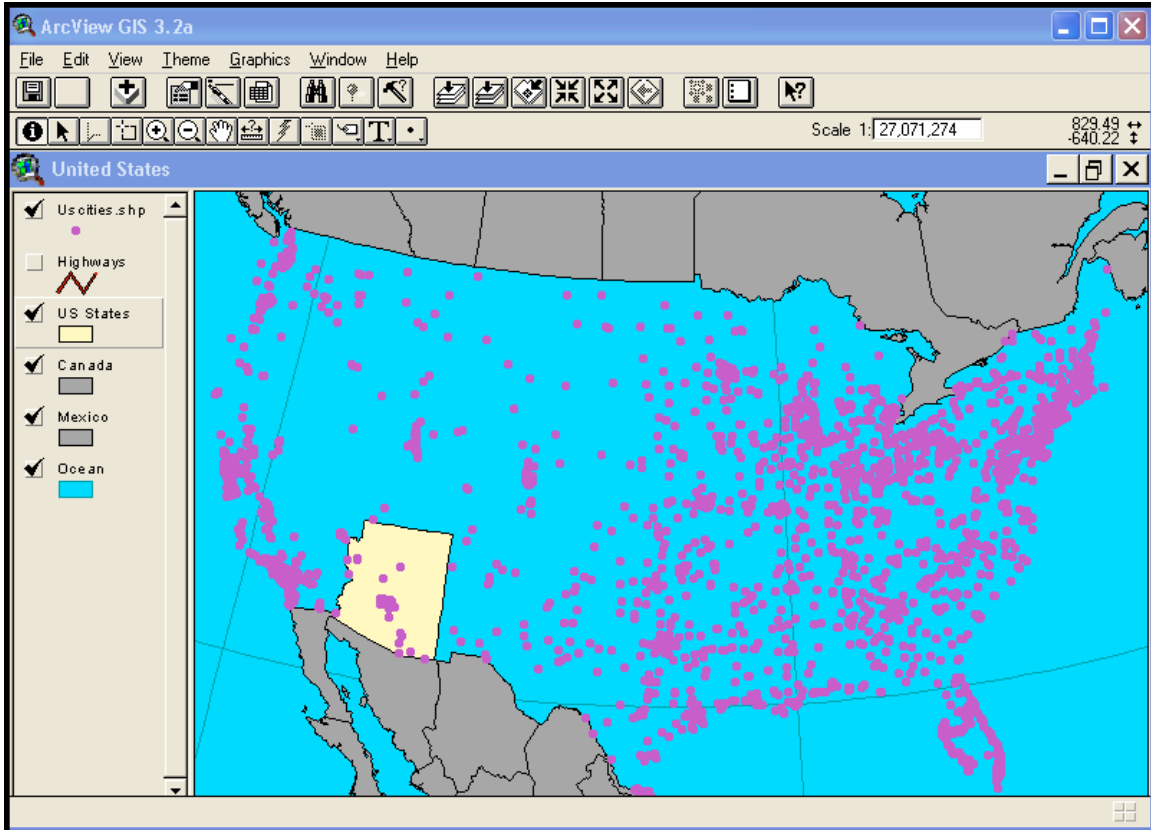 ArcView GIS 3.2a
File Edit View Theme Graphics Window Help
T
Scale 1: 27,071,274
829.49
-640.22
United States
Uscities.shp
Highways
US States
Canada
Mexico
Ocean